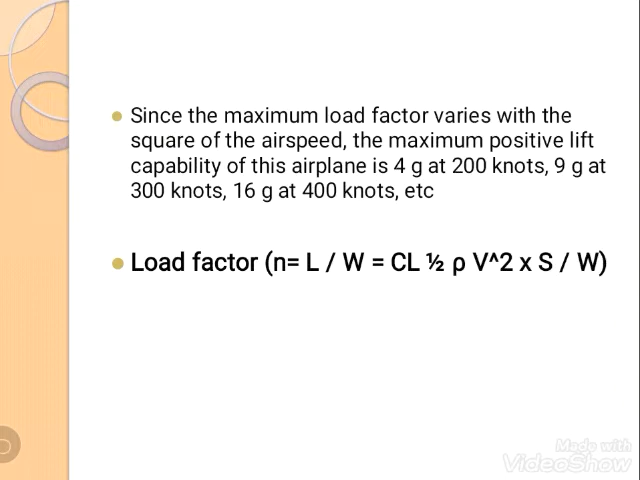 Since the maximum load factor varies with the
square of the airspeed, the maximum positive lift
capability of this airplane is 4 g at 200 knots, 9 g at
300 knots, 16 g at 400 knots, etc
Load factor (n= L / W = CL ½ ρ V^2 x S / W)
Made with
VideoShow